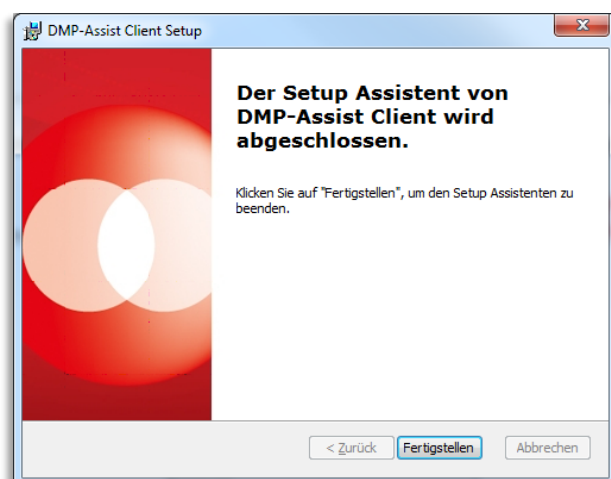 DMP-Assist Client Setup
Der Setup Assistent von
DMP-Assist Client wird
abgeschlossen.
Klicken Sie auf "Fertigstellen", um den Setup Assistenten zu
beenden.
< Zurück Fertigstellen Abbrechen